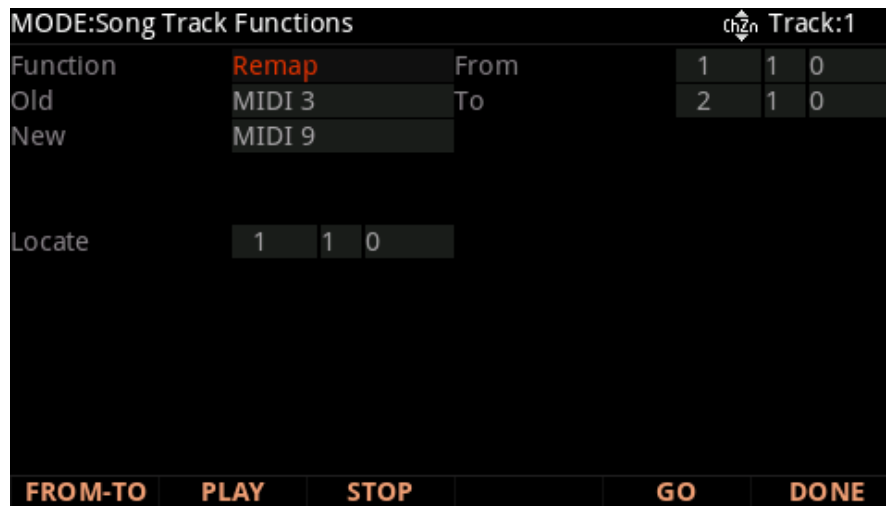 MODE:Song Track Functions ChZn Track:1
Function Remap From 1 1 0
Old MIDI 3 To 2 1 0
New MIDI 9
Locate 1 1 0
FROM-TO PLAY STOP GO DONE